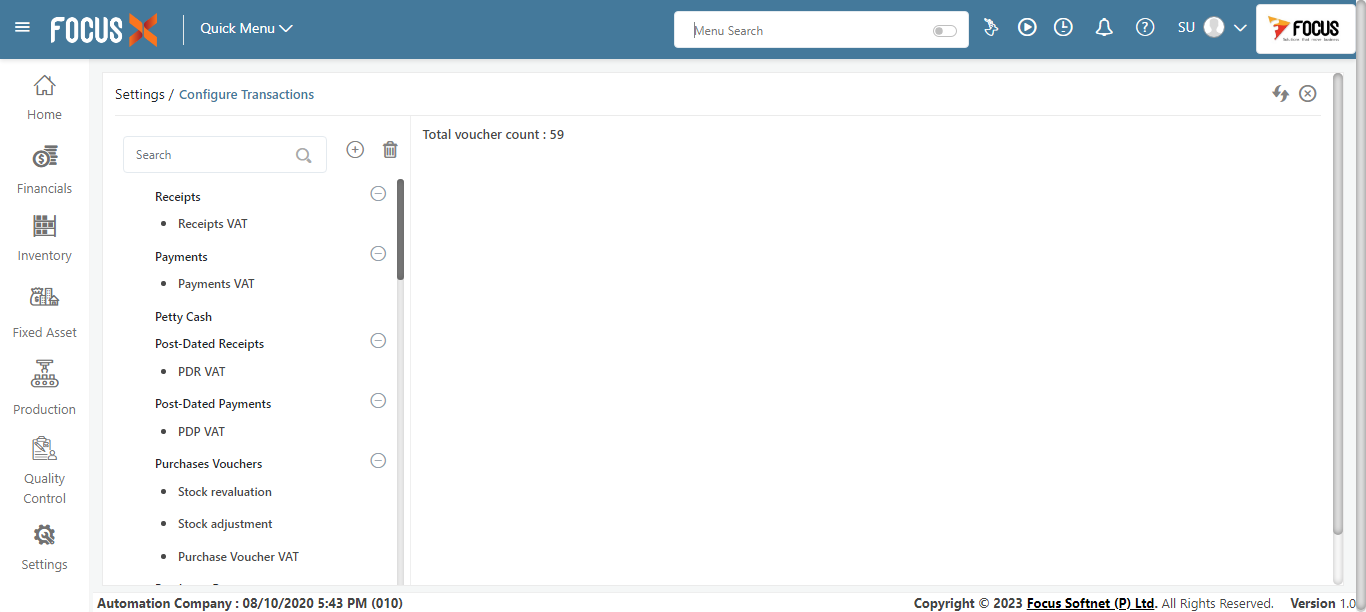 FOCUS X
Quick Menu
Menu Search
SU
FOCUS
Home
Financials
Inventory
Fixed Asset
Production
Quality
Control
Settings
Settings / Configure Transactions
Search
Total voucher count : 59
Receipts
Receipts VAT
Payments
Payments VAT
Petty Cash
Post-Dated Receipts
PDR VAT
Post-Dated Payments
PDP VAT
Purchases Vouchers
Stock revaluation
Stock adjustment
Purchase Voucher VAT
Automation Company : 08/10/2020 5:43 PM (010)
Copyright © 2023 Focus Softnet (P) Ltd. All Rights Reserved.
Version 1.0